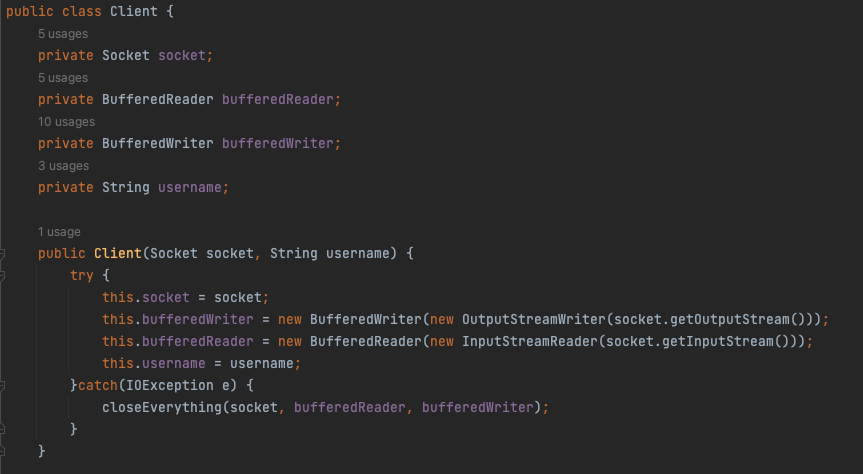 public class Client {
5 usages
private Socket socket;
5 usages
private BufferedReader bufferedReader;
10 usages
private BufferedWriter bufferedWriter;
3 usages
private String username;
1 usage
public Client(Socket socket, String username) {
try {
this.socket = socket;
this.bufferedWriter = new BufferedWriter(new OutputStreamWriter(socket.getOutputStream()));
this.bufferedReader = new BufferedReader(new InputStreamReader(socket.getInputStream()));
this.username = username;
}catch(IOException e) {
closeEverything(socket, bufferedReader, bufferedWriter);
}
}